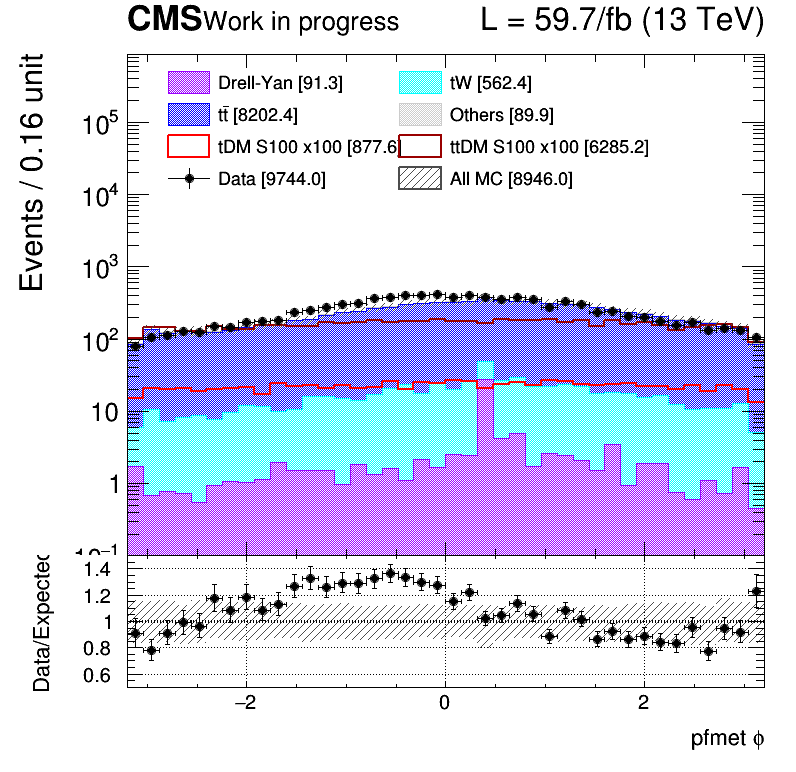 CMS Work in progress L = 59.7/fb (13 TeV)
Drell-Yan [91.3] tW [562.4]
tt̄ [8202.4] Others [89.9]
tDM S100 x100 [877.6] ttDM S100 x100 [6285.2]
Data [9744.0] All MC [8946.0]
Events / 0.16 unit
10⁵
10⁴
10³
10²
10
1
10⁻¹
Data/Expected
1.4
1.2
1
0.8
0.6
−2 0 2
pfmet ϕ